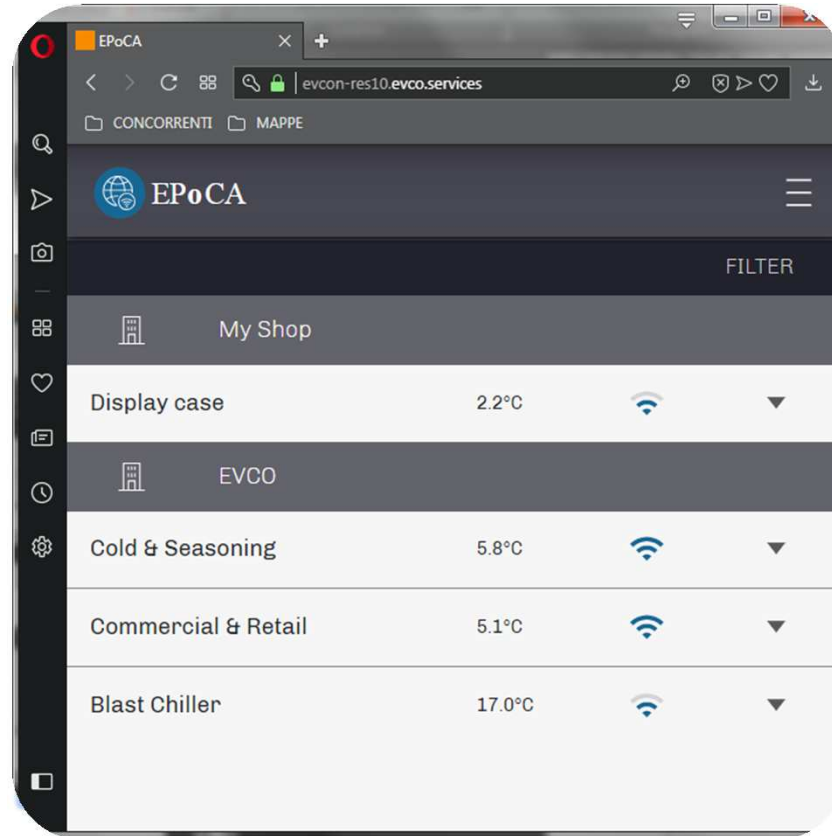 EPoCA
evcon-res10.evco.services
CONCORRENTI MAPPE
EPoCA
FILTER
My Shop
Display case 2.2°C
EVCO
Cold & Seasoning 5.8°C
Commercial & Retail 5.1°C
Blast Chiller 17.0°C